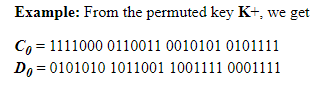 Example: From the permuted key K+, we get
C0 = 1111000 0110011 0010101 0101111
D0 = 0101010 1011001 1001111 0001111